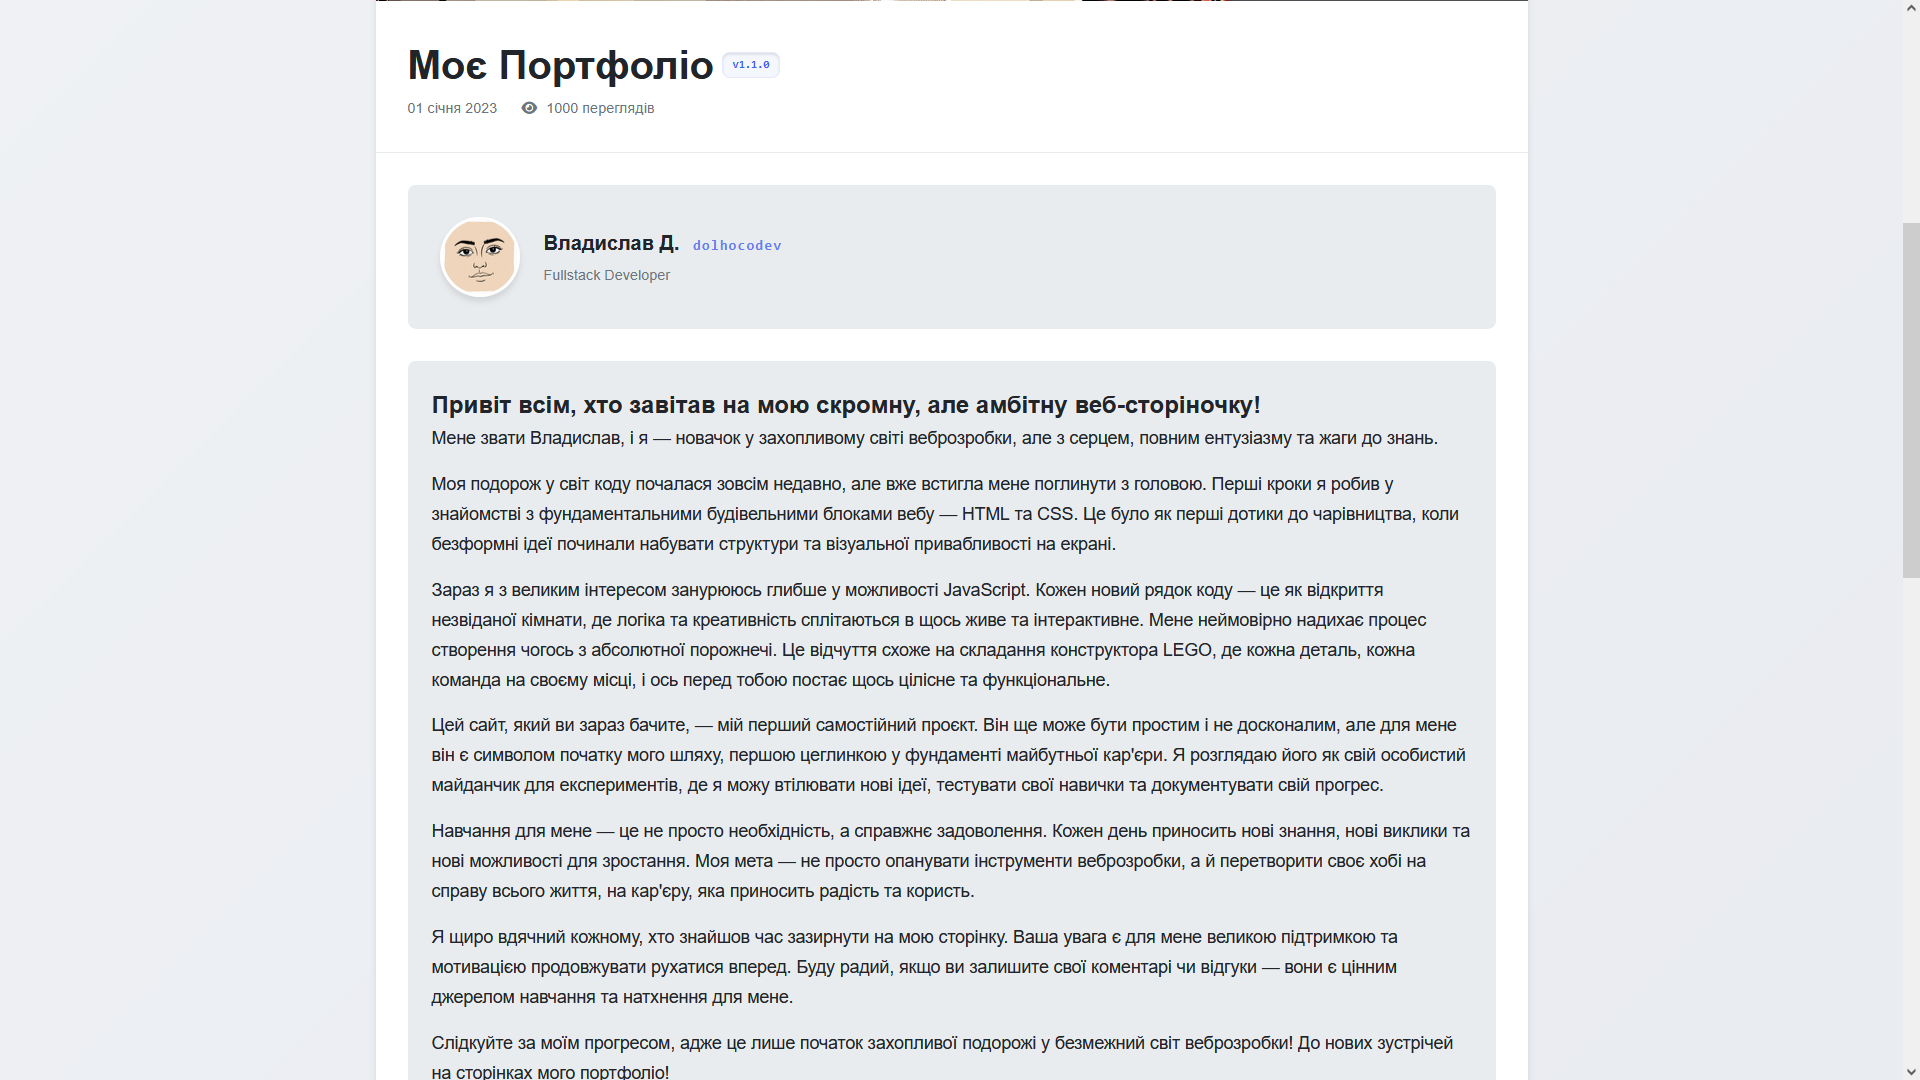 Моє Портфоліо v1.1.0
01 січня 2023 1000 переглядів
Владислав Д. dolhocodev
Fullstack Developer
Привіт всім, хто завітав на мою скромну, але амбітну веб-сторіночку!
Мене звати Владислав, і я — новачок у захопливому світі веброзробки, але з серцем, повним ентузіазму та жаги до знань.
Моя подорож у світ коду почалася зовсім недавно, але вже встигла мене поглинути з головою. Перші кроки я робив у
знайомстві з фундаментальними будівельними блоками вебу — HTML та CSS. Це було як перші дотики до чарівництва, коли
безформні ідеї починали набувати структури та візуальної привабливості на екрані.
Зараз я з великим інтересом занурююсь глибше у можливості JavaScript. Кожен новий рядок коду — це як відкриття
незвіданої кімнати, де логіка та креативність сплітаються в щось живе та інтерактивне. Мене неймовірно надихає процес
створення чогось з абсолютної порожнечі. Це відчуття схоже на складання конструктора LEGO, де кожна деталь, кожна
команда на своєму місці, і ось перед тобою постає щось цілісне та функціональне.
Цей сайт, який ви зараз бачите, — мій перший самостійний проєкт. Він ще може бути простим і не досконалим, але для мене
він є символом початку мого шляху, першою цеглинкою у фундаменті майбутньої кар'єри. Я розглядаю його як свій особистий
майданчик для експериментів, де я можу втілювати нові ідеї, тестувати свої навички та документувати свій прогрес.
Навчання для мене — це не просто необхідність, а справжнє задоволення. Кожен день приносить нові знання, нові виклики та
нові можливості для зростання. Моя мета — не просто опанувати інструменти веброзробки, а й перетворити своє хобі на
справу всього життя, на кар'єру, яка приносить радість та користь.
Я щиро вдячний кожному, хто знайшов час зазирнути на мою сторінку. Ваша увага є для мене великою підтримкою та
мотивацією продовжувати рухатися вперед. Буду радий, якщо ви залишите свої коментарі чи відгуки — вони є цінним
джерелом навчання та натхнення для мене.
Слідкуйте за моїм прогресом, адже це лише початок захопливої подорожі у безмежний світ веброзробки! До нових зустрічей
на сторінках мого портфоліо!